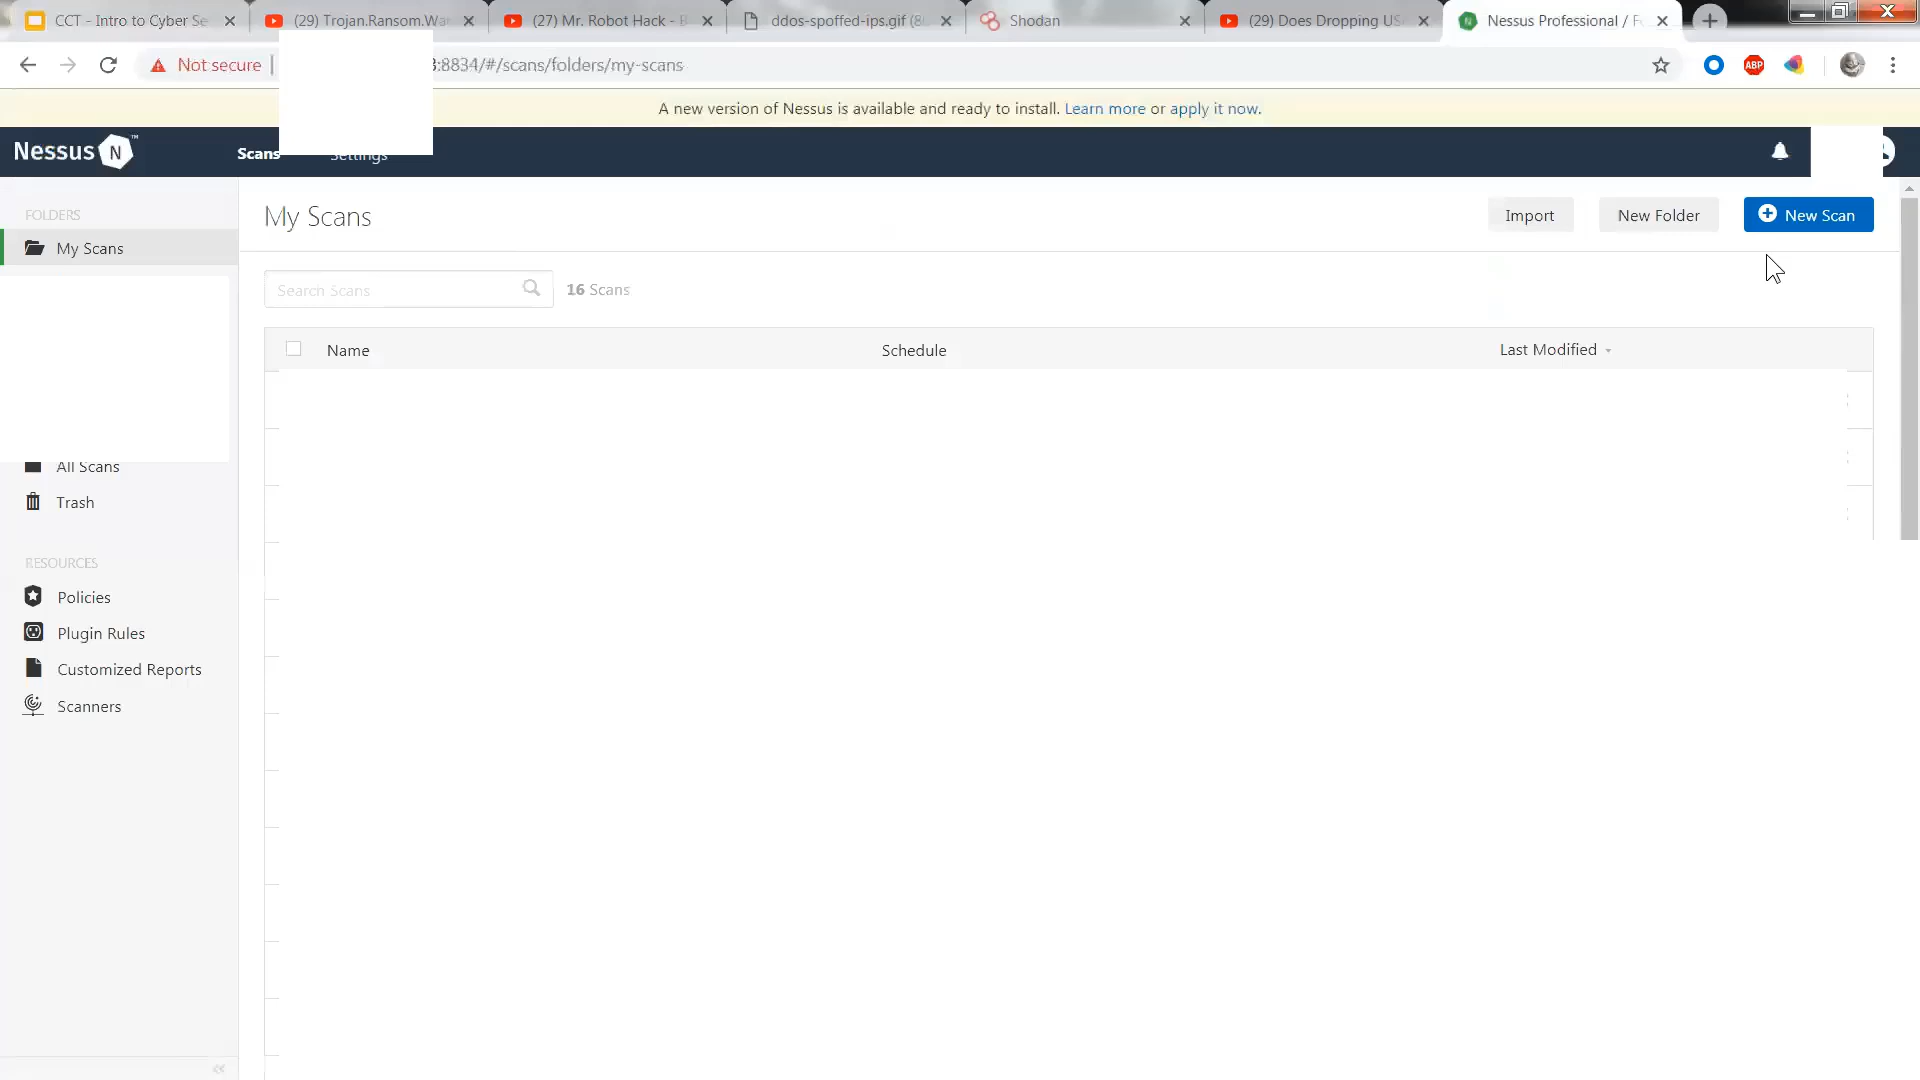 CCT - Intro to Cyber Se
(29) Trojan.Ransom.Wa
(27) Mr. Robot Hack -
ddos-spoffed-ips.gif (8
Shodan
(29) Does Dropping US
Nessus Professional / F
Not secure
:8834/#/scans/folders/my-scans
ABP
A new version of Nessus is available and ready to install. Learn more or apply it now.
Nessus N ™
Scans
Settings
FOLDERS
My Scans
All Scans
Trash
RESOURCES
Policies
Plugin Rules
Customized Reports
Scanners
My Scans
Import
New Folder
New Scan
Search Scans
16 Scans
Name
Schedule
Last Modified